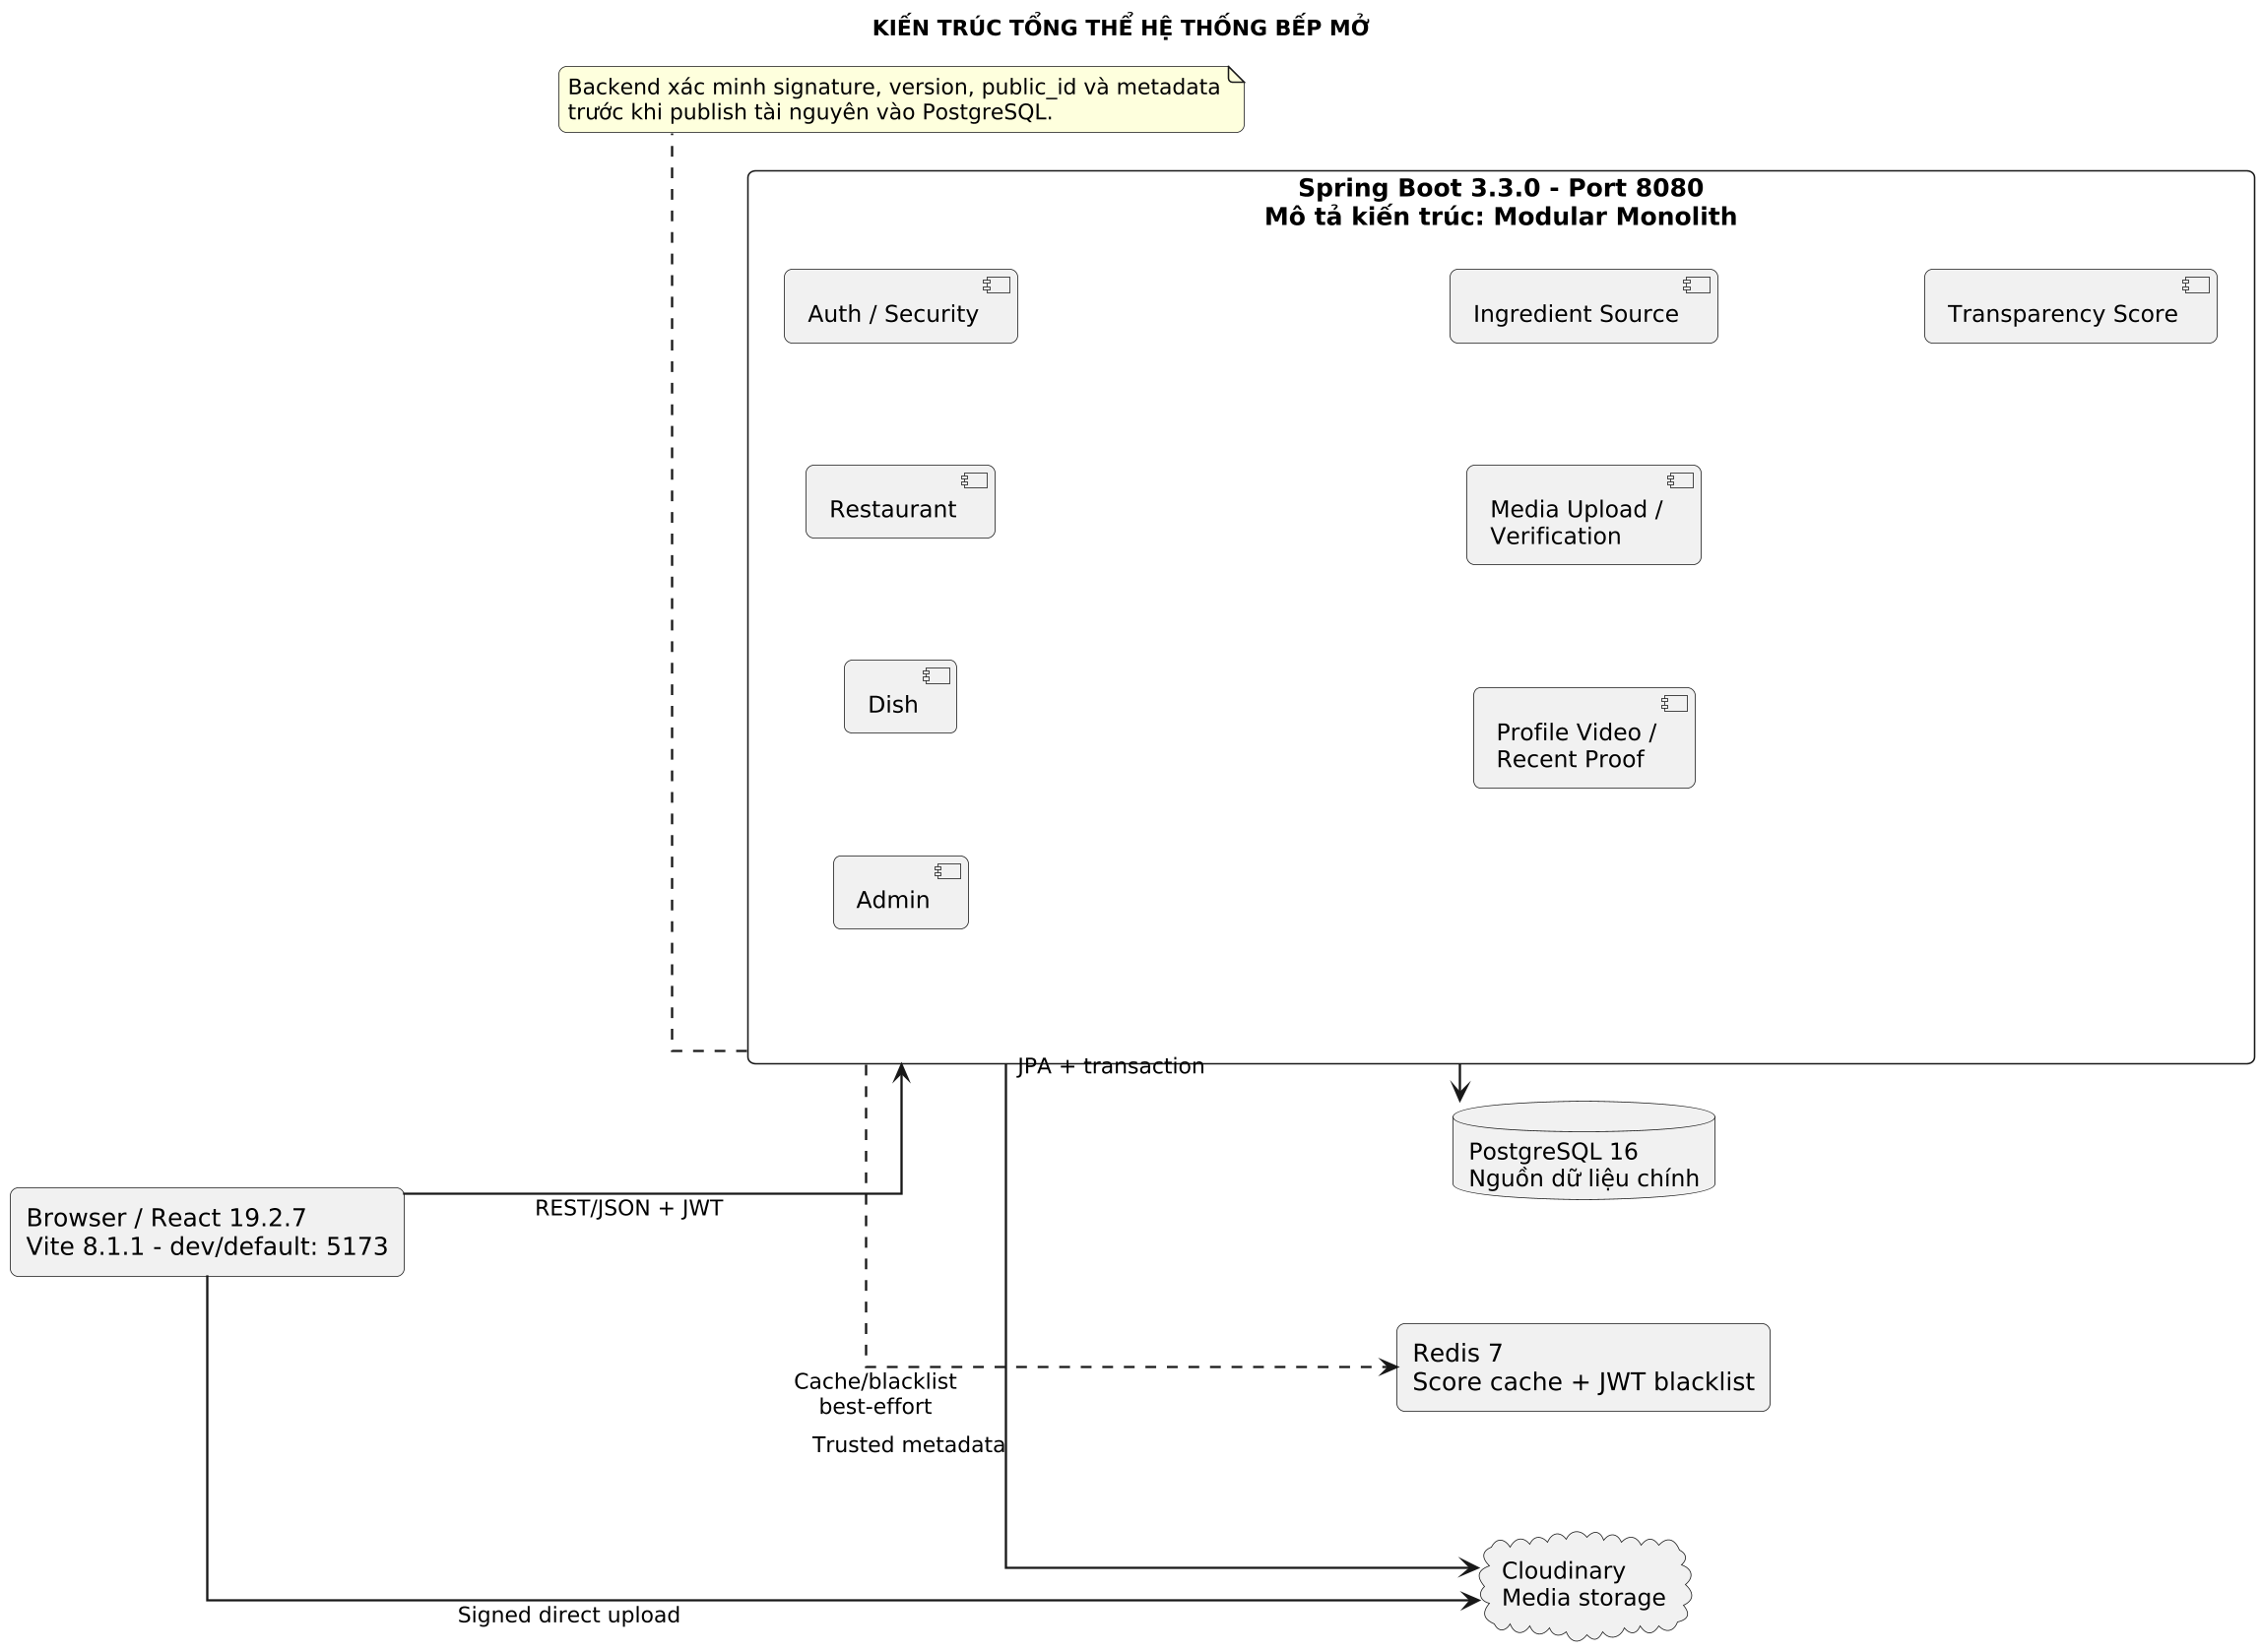 KIẾN TRÚC TỔNG THỂ HỆ THỐNG BẾP MỞ
Backend xác minh signature, version, public_id và metadata
trước khi publish tài nguyên vào PostgreSQL.
Spring Boot 3.3.0 - Port 8080
Mô tả kiến trúc: Modular Monolith
Auth / Security
Ingredient Source
Transparency Score
Restaurant
Media Upload /
Verification
Dish
Profile Video /
Recent Proof
Admin
JPA + transaction
PostgreSQL 16
Nguồn dữ liệu chính
REST/JSON + JWT
Browser / React 19.2.7
Vite 8.1.1 - dev/default: 5173
Redis 7
Score cache + JWT blacklist
Cache/blacklist
best-effort
Trusted metadata
Cloudinary
Media storage
Signed direct upload